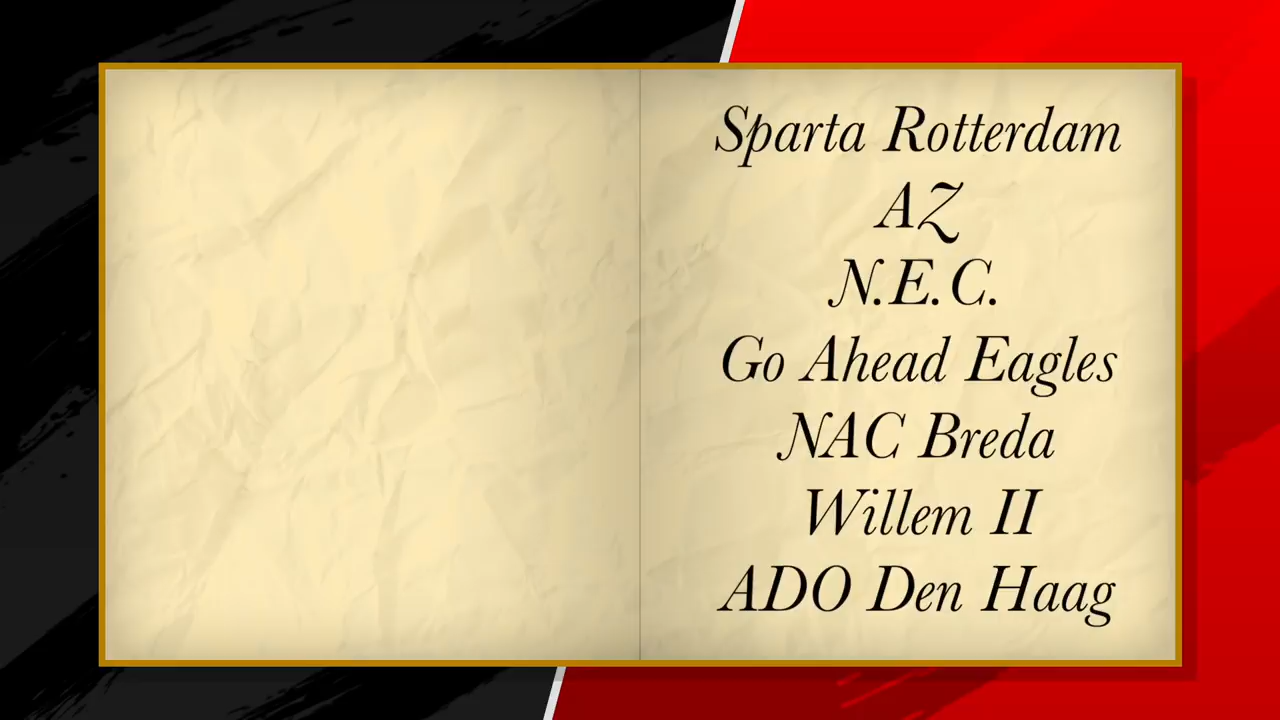 Sparta Rotterdam
AZ
N.E.C.
Go Ahead Eagles
NAC Breda
Willem II
ADO Den Haag